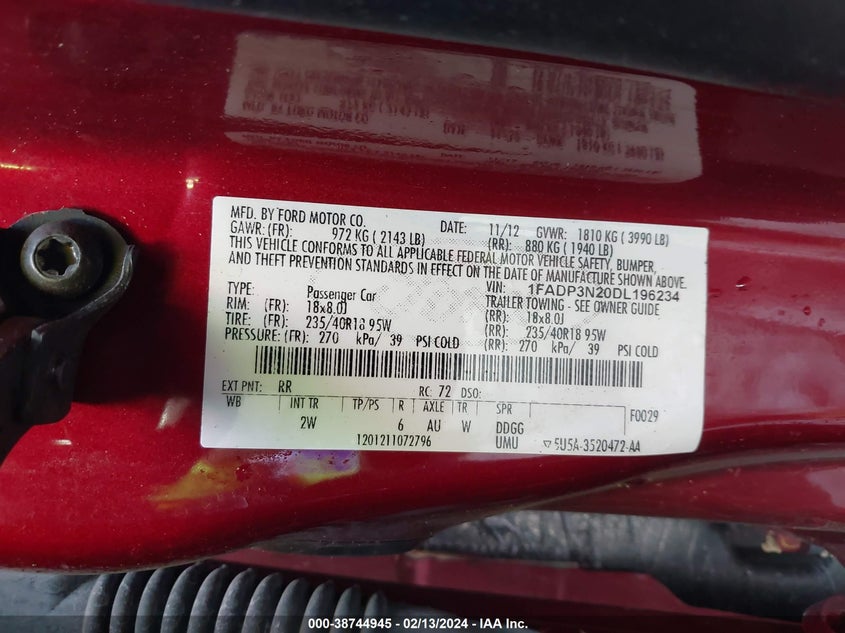 MFD. BY FORD MOTOR CO. DATE: 11/12 GVWR: 1810 KG ( 3990 LB)
GAWR: (FR): 972 KG ( 2143 LB) (RR): 880 KG ( 1940 LB)
THIS VEHICLE CONFORMS TO ALL APPLICABLE FEDERAL MOTOR VEHICLE SAFETY, BUMPER,
AND THEFT PREVENTION STANDARDS IN EFFECT ON THE DATE OF MANUFACTURE SHOWN ABOVE.
VIN: 1FADP3N20DL196234
TYPE: Passenger Car TRAILER TOWING - SEE OWNER GUIDE
RIM: (FR): 18x8.0J (RR): 18x8.0J
TIRE: (FR): 235/40R18 95W (RR): 235/40R18 95W
PRESSURE: (FR): 270 kPa/ 39 PSI COLD (RR): 270 kPa/ 39 PSI COLD
EXT PNT: RR RC: 72 DSO:
WB INT TR TP/PS R AXLE TR SPR F0029
2W 6 AU W DDGG
1201211072796 UMU 5U5A-3520472-AA
000-38744945 - 02/13/2024 - IAA Inc.